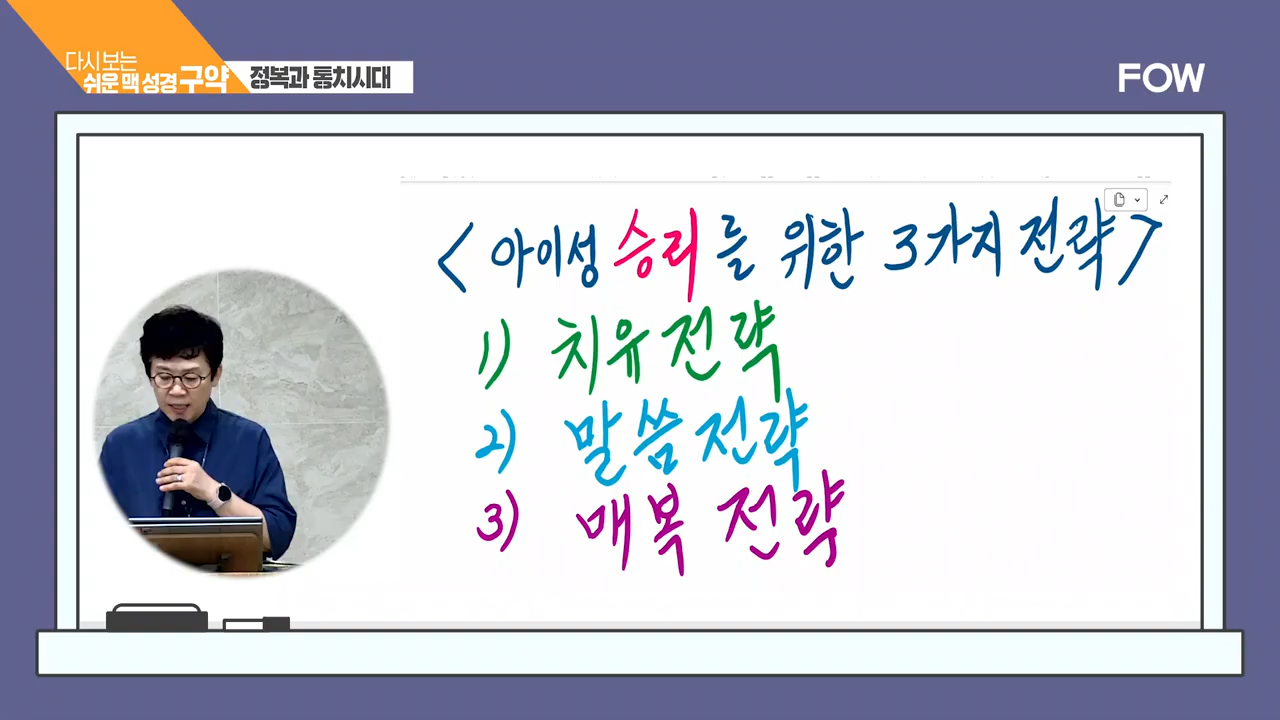 다시 보는
쉬운 맥 성경 구약 정복과 통치시대
FOW
<아이성 승리를 위한 3가지 전략>
1) 치유 전략
2) 말씀 전략
3) 매복 전략